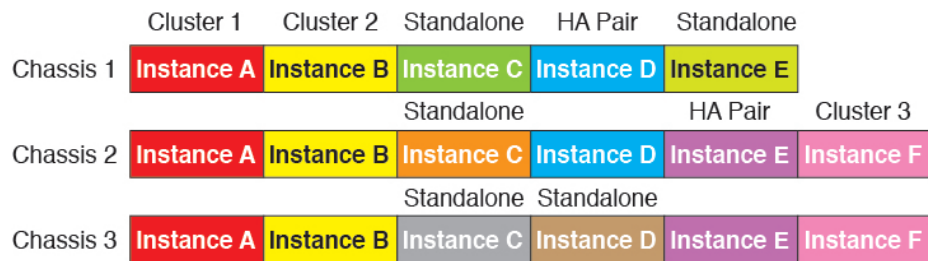 Cluster 1 Cluster 2 Standalone HA Pair Standalone
Chassis 1 Instance A Instance B Instance C Instance D Instance E
Standalone HA Pair Cluster 3
Chassis 2 Instance A Instance B Instance C Instance D Instance E Instance F
Standalone Standalone
Chassis 3 Instance A Instance B Instance C Instance D Instance E Instance F